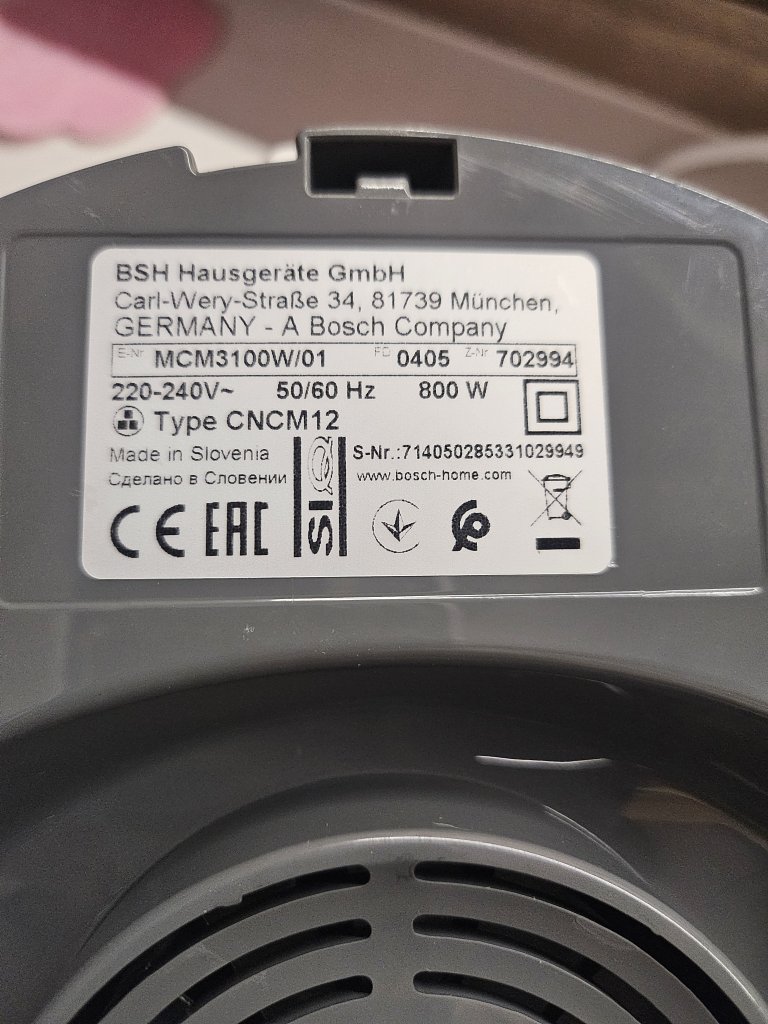 BSH Hausgeräte GmbH
Carl-Wery-Straße 34, 81739 München,
GERMANY - A Bosch Company
E-Nr MCM3100W/01 FD 0405 Z-Nr 702994
220-240V~ 50/60 Hz 800 W
Type CNCM12
Made in Slovenia
Сделано в Словении
S-Nr.:714050285331029949
www.bosch-home.com
CE EAC SIQ